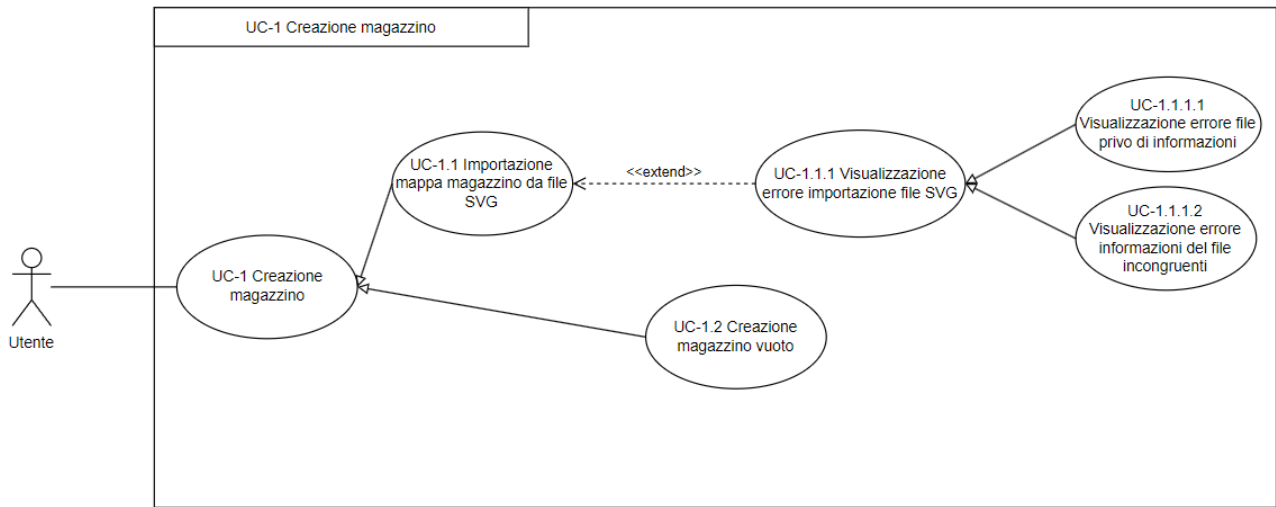 UC-1 Creazione magazzino
UC-1.1 Importazione
mappa magazzino da file
SVG
<<extend>>
UC-1.1.1 Visualizzazione
errore importazione file SVG
UC-1.1.1.1
Visualizzazione errore file
privo di informazioni
UC-1.1.1.2
Visualizzazione errore
informazioni del file
incongruenti
UC-1 Creazione
magazzino
UC-1.2 Creazione
magazzino vuoto
Utente